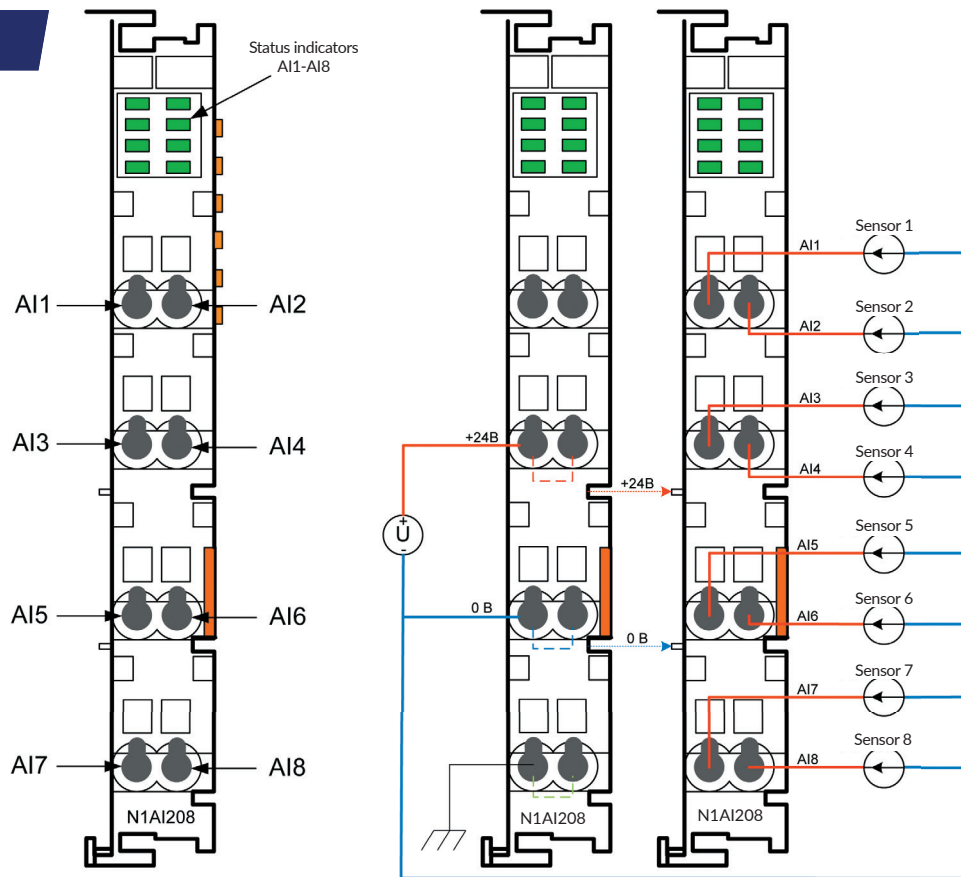 Status indicators
AI1-AI8
AI1
AI2
AI3
AI4
AI5
AI6
AI7
AI8
N1AI208
+24B
+
U
-
0 B
N1AI208
+24B
0 B
Sensor 1
AI1
Sensor 2
AI2
Sensor 3
AI3
Sensor 4
AI4
Sensor 5
AI5
Sensor 6
AI6
Sensor 7
AI7
Sensor 8
AI8
N1AI208